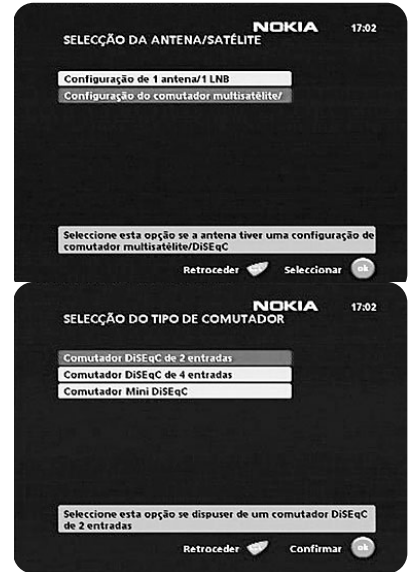 NOKIA 17:02
SELECÇÃO DA ANTENA/SATÉLITE
Configuração de 1 antena/1 LNB
Configuração do comutador multisatélite/
Seleccione esta opção se a antena tiver uma configuração de
comutador multisatélite/DiSEqC
Retroceder Seleccionar ok
NOKIA 17:02
SELECÇÃO DO TIPO DE COMUTADOR
Comutador DiSEqC de 2 entradas
Comutador DiSEqC de 4 entradas
Comutador Mini DiSEqC
Seleccione esta opção se dispuser de um comutador DiSEqC
de 2 entradas
Retroceder Confirmar ok